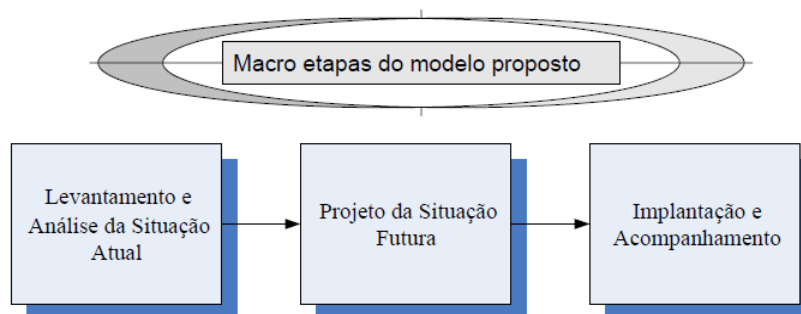 Macro etapas do modelo proposto
Levantamento e
Análise da Situação
Atual
Projeto da Situação
Futura
Implantação e
Acompanhamento